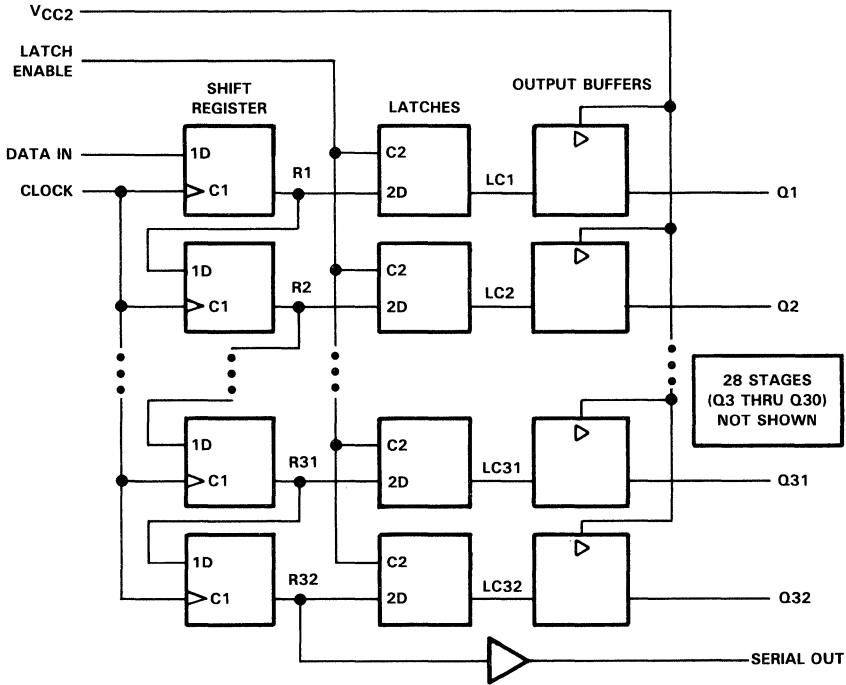 VCC2
LATCH
ENABLE
SHIFT
REGISTER
LATCHES
OUTPUT BUFFERS
DATA IN
1D
C2
CLOCK
C1
R1
2D
LC1
Q1
1D
C2
C1
R2
2D
LC2
Q2
28 STAGES
(Q3 THRU Q30)
NOT SHOWN
1D
C2
C1
R31
2D
LC31
Q31
1D
C2
C1
R32
2D
LC32
Q32
SERIAL OUT